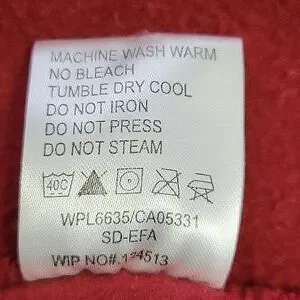 MACHINE WASH WARM
NO BLEACH
TUMBLE DRY COOL
DO NOT IRON
DO NOT PRESS
DO NOT STEAM
40C
WPL6635/CA05331
SD-EFA
WIP NO#.124513